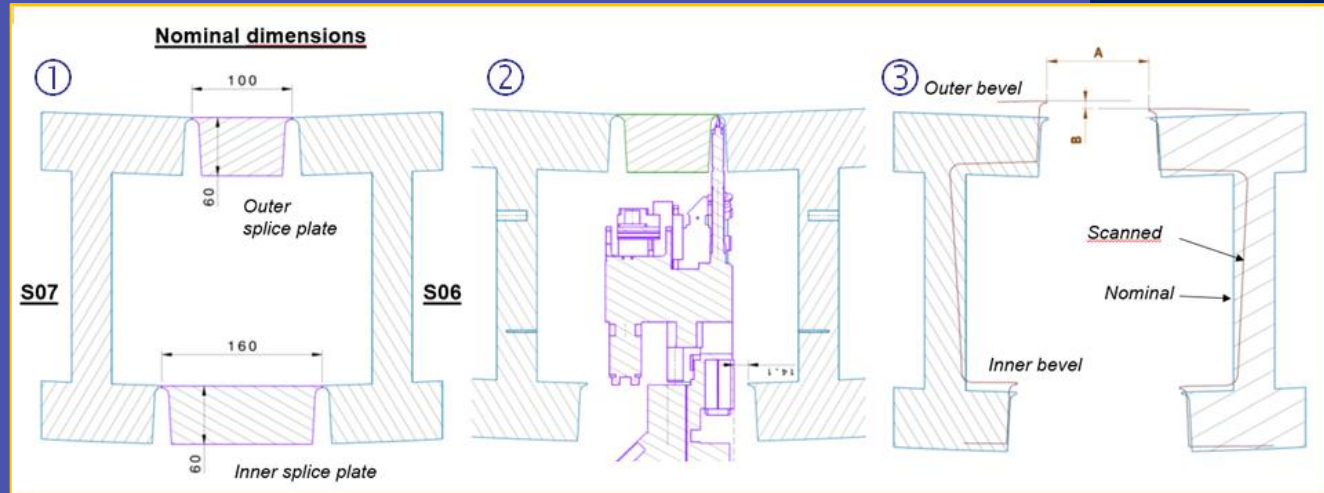 Nominal dimensions
①
100
60
Outer
splice plate
S07
S06
160
60
Inner splice plate
②
14.1
③
Outer bevel
A
B
Scanned
Nominal
Inner bevel